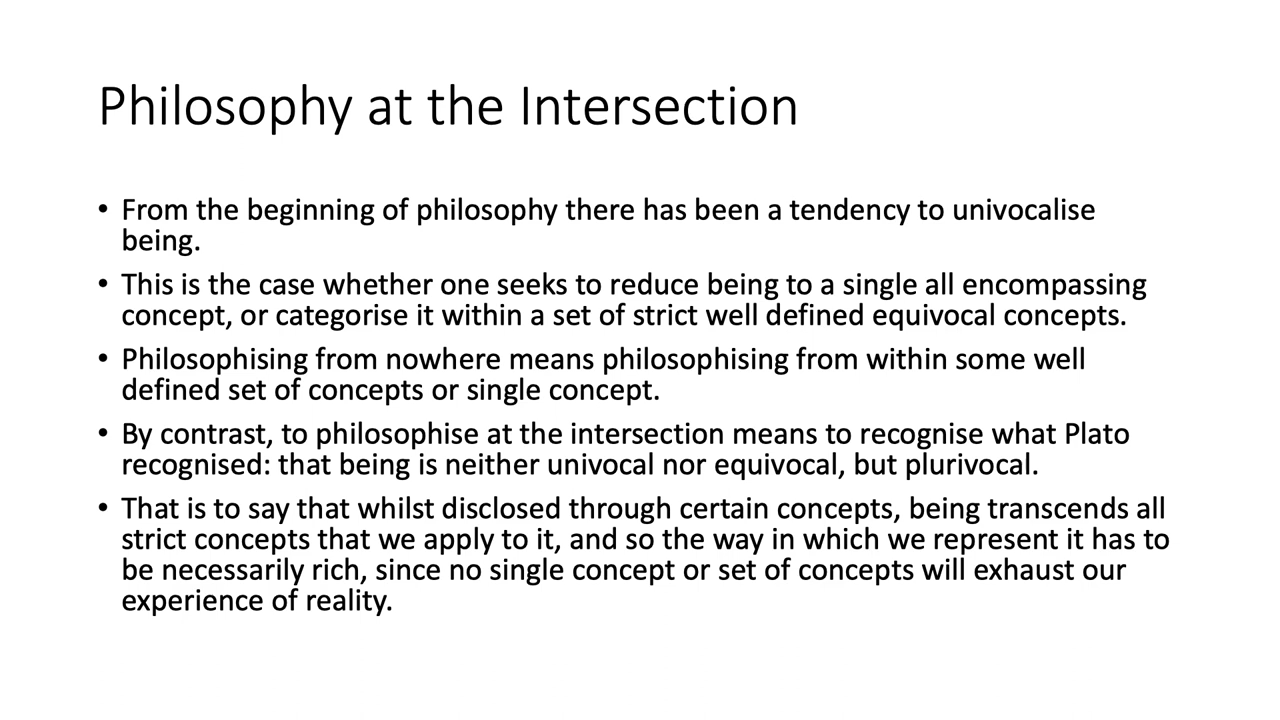 Philosophy at the Intersection
• From the beginning of philosophy there has been a tendency to univocalise
being.
• This is the case whether one seeks to reduce being to a single all encompassing
concept, or categorise it within a set of strict well defined equivocal concepts.
• Philosophising from nowhere means philosophising from within some well
defined set of concepts or single concept.
• By contrast, to philosophise at the intersection means to recognise what Plato
recognised: that being is neither univocal nor equivocal, but plurivocal.
• That is to say that whilst disclosed through certain concepts, being transcends all
strict concepts that we apply to it, and so the way in which we represent it has to
be necessarily rich, since no single concept or set of concepts will exhaust our
experience of reality.